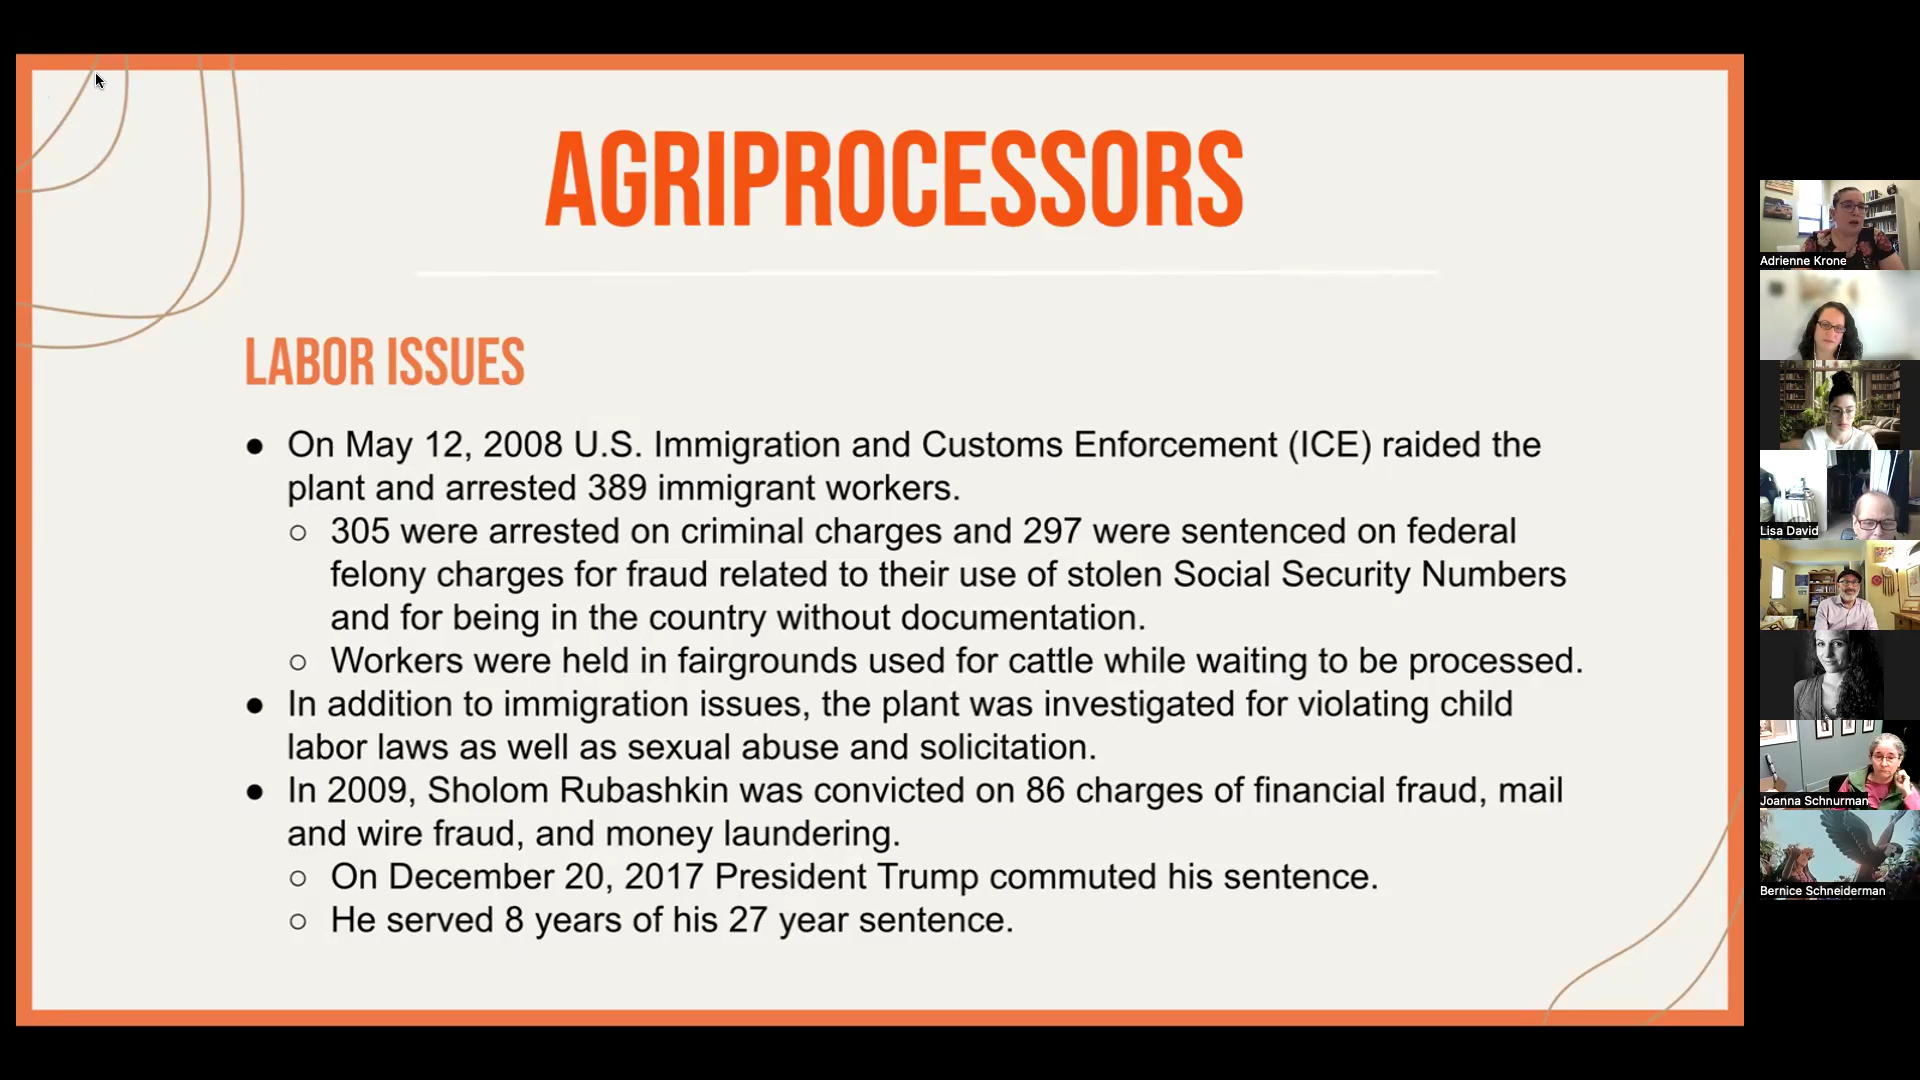 AGRIPROCESSORS
LABOR ISSUES
● On May 12, 2008 U.S. Immigration and Customs Enforcement (ICE) raided the
plant and arrested 389 immigrant workers.
○ 305 were arrested on criminal charges and 297 were sentenced on federal
felony charges for fraud related to their use of stolen Social Security Numbers
and for being in the country without documentation.
○ Workers were held in fairgrounds used for cattle while waiting to be processed.
● In addition to immigration issues, the plant was investigated for violating child
labor laws as well as sexual abuse and solicitation.
● In 2009, Sholom Rubashkin was convicted on 86 charges of financial fraud, mail
and wire fraud, and money laundering.
○ On December 20, 2017 President Trump commuted his sentence.
○ He served 8 years of his 27 year sentence.
Adrienne Krone
Lisa David
Joanna Schnurman
Bernice Schneiderman